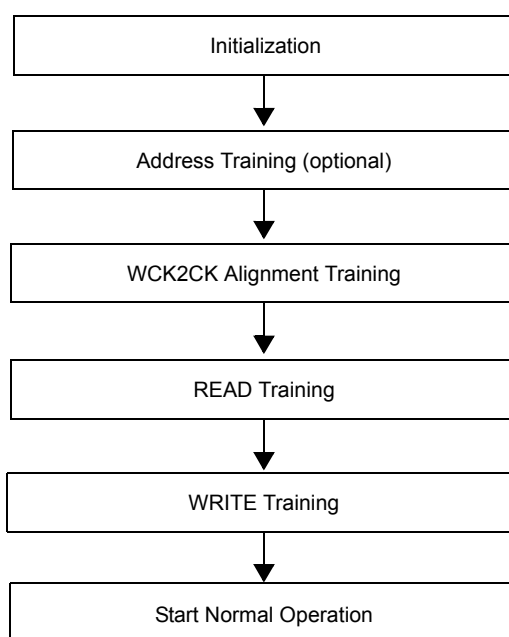 Initialization
Address Training (optional)
WCK2CK Alignment Training
READ Training
WRITE Training
Start Normal Operation